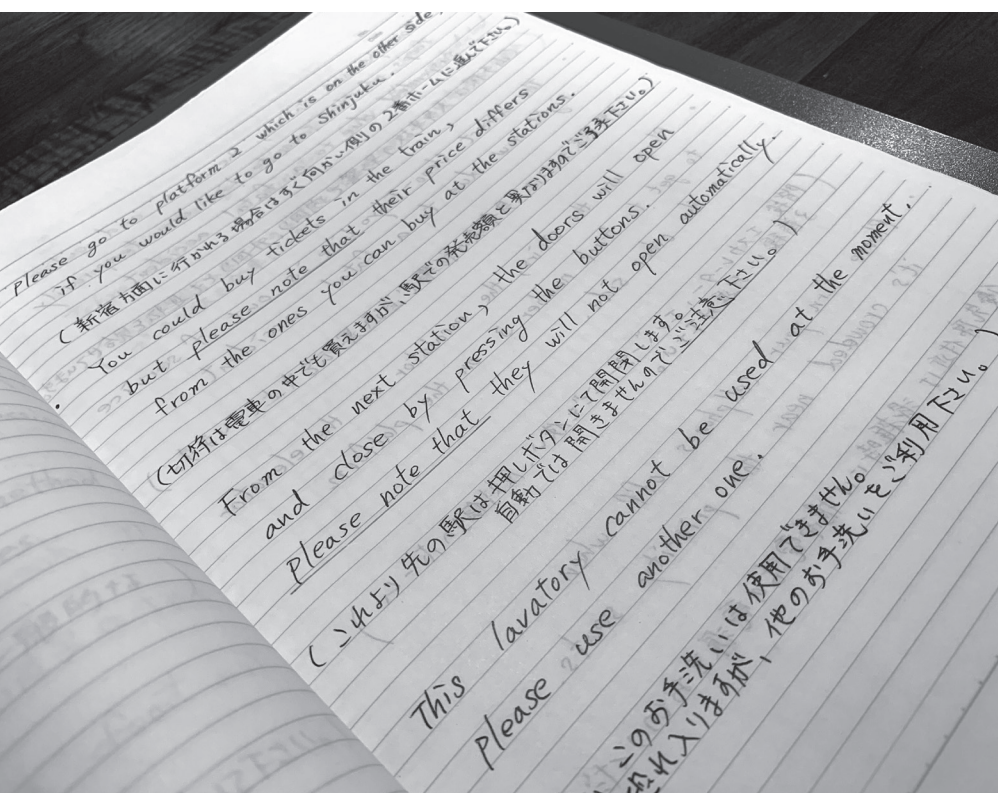 please go to platform 2 which is on the other side,
if you would like to go to Shinjuku.
(新宿方面に行かれる場合はすぐ向かい側の2番ホームに進んで下さい。)
You could buy tickets in the train,
but please note that their price differs
from the ones you can buy at the stations.
(切符は電車の中でも買えますが、駅での発売額と異なりますのでご了承下さい。)
From the next station, the doors will open
and close by pressing the buttons.
please note that they will not open automatically.
(これより先の駅は押しボタンにて開閉します。
自動では開きませんのでご注意下さい。)
This lavatory cannot be used at the moment.
please use another one.
このお手洗いは使用できません。
恐れ入りますが、他のお手洗いをご利用下さい。)